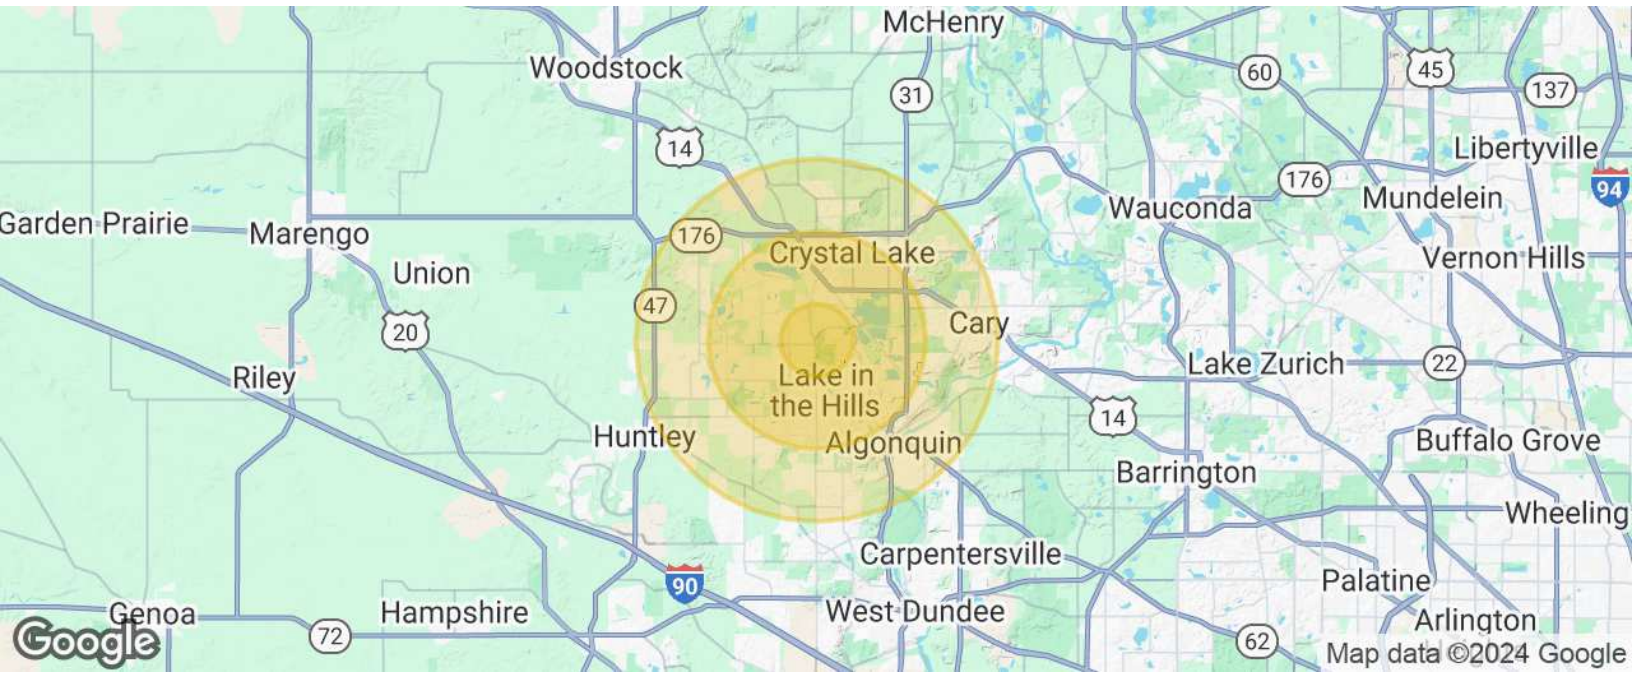 McHenry
Woodstock
60
45
31
137
14
Libertyville
176
94
Mundelein
Wauconda
Garden Prairie
Marengo
176
Crystal Lake
Vernon Hills
Union
47
20
Cary
Lake Zurich
22
Riley
Lake in
the Hills
14
Huntley
Algonquin
Buffalo Grove
Barrington
Wheeling
Carpentersville
90
Palatine
Genoa
Hampshire
West Dundee
Arlington
72
62
Google
Map data ©2024 Google